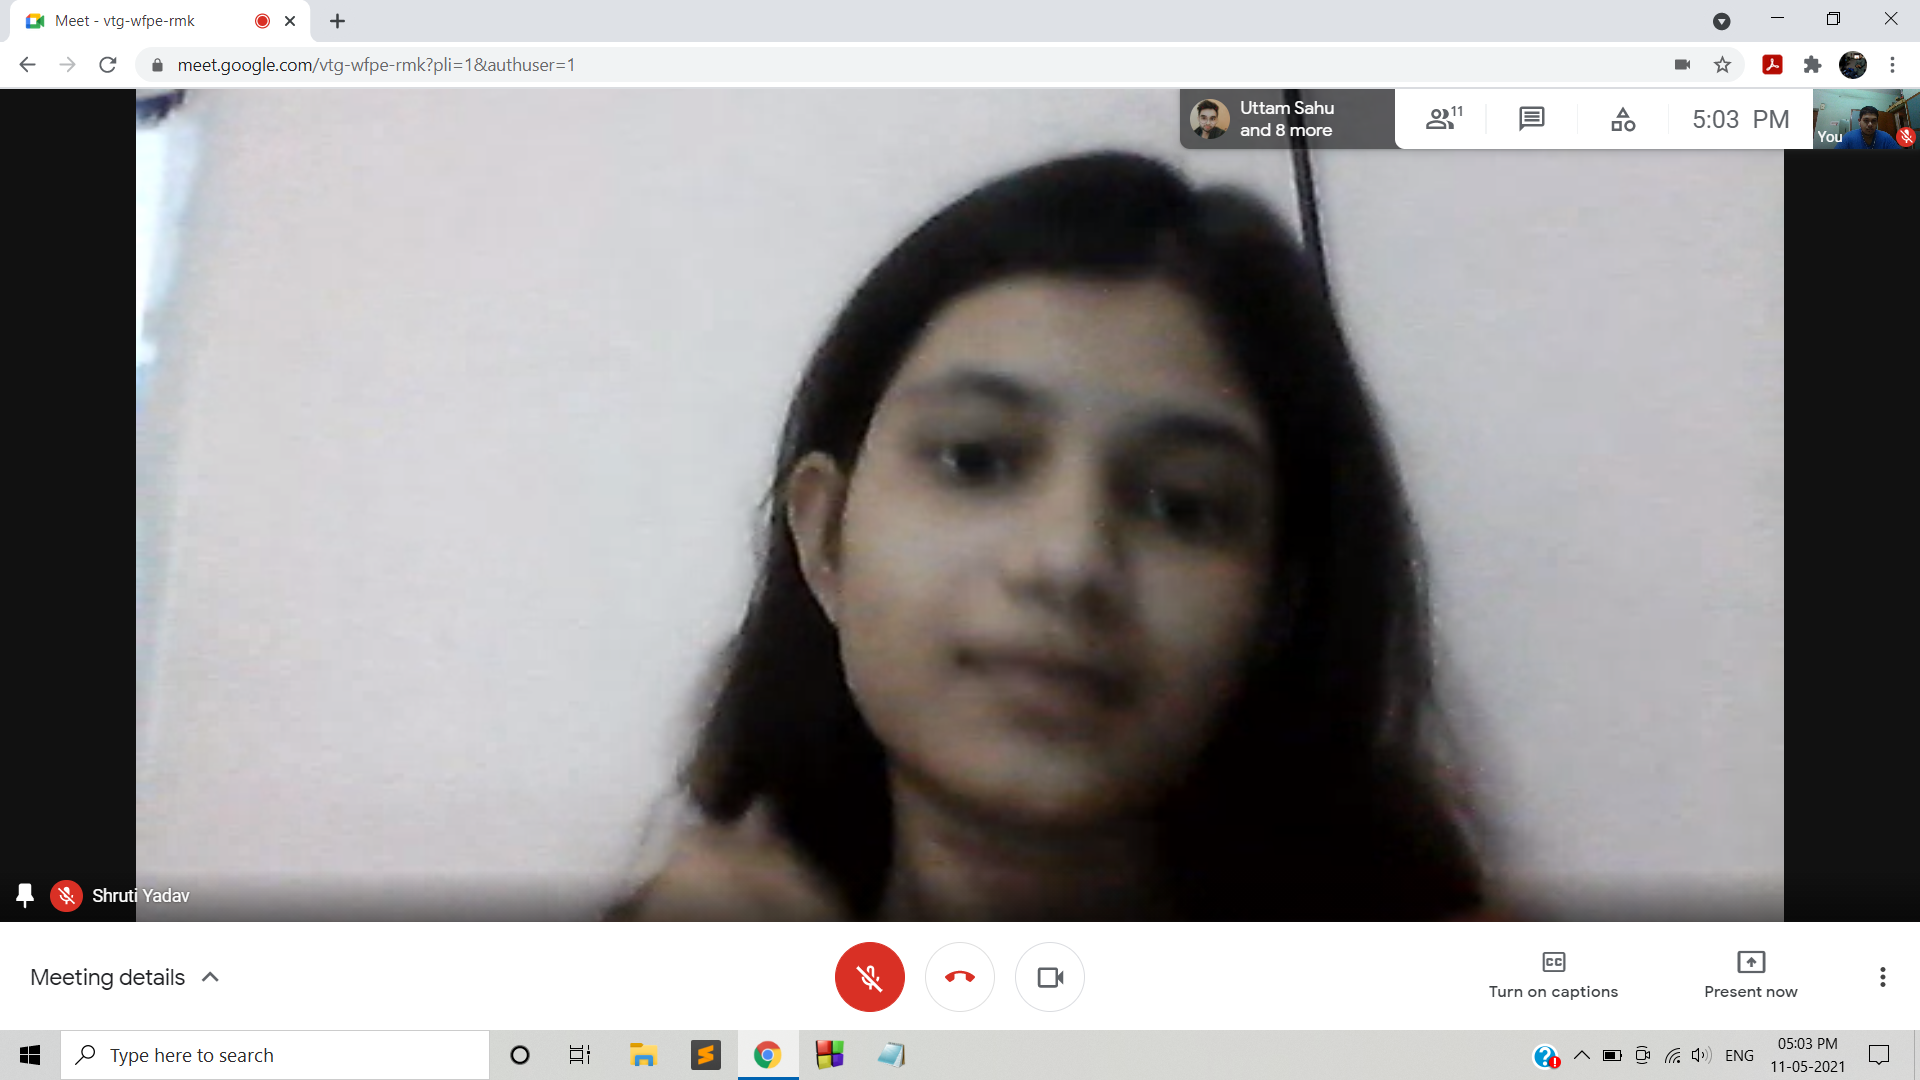 Meet - vtg-wfpe-rmk
meet.google.com/vtg-wfpe-rmk?pli=1&authuser=1
Uttam Sahu
and 8 more
11
5:03 PM
You
Shruti Yadav
Meeting details
CC
Turn on captions
Present now
Type here to search
ENG
05:03 PM
11-05-2021